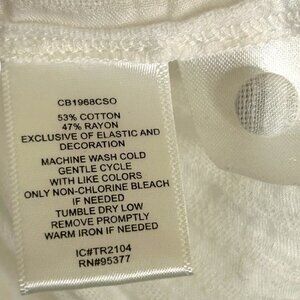 CB1968CSO
53% COTTON
47% RAYON
EXCLUSIVE OF ELASTIC AND
DECORATION
MACHINE WASH COLD
GENTLE CYCLE
WITH LIKE COLORS
ONLY NON-CHLORINE BLEACH
IF NEEDED
TUMBLE DRY LOW
REMOVE PROMPTLY
WARM IRON IF NEEDED
IC#TR2104
RN#95377